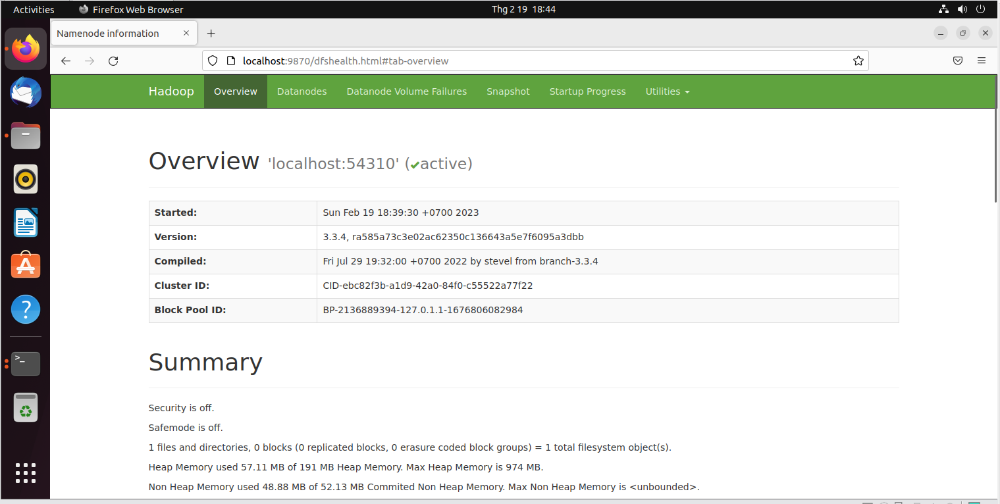 Activities Firefox Web Browser Thg 2 19 18:44
Namenode information
localhost:9870/dfshealth.html#tab-overview
Hadoop Overview Datanodes Datanode Volume Failures Snapshot Startup Progress Utilities
Overview 'localhost:54310' (✔active)
Started: Sun Feb 19 18:39:30 +0700 2023
Version: 3.3.4, ra585a73c3e02ac62350c136643a5e7f6095a3dbb
Compiled: Fri Jul 29 19:32:00 +0700 2022 by stevel from branch-3.3.4
Cluster ID: CID-ebc82f3b-a1d9-42a0-84f0-c55522a77f22
Block Pool ID: BP-2136889394-127.0.1.1-1676806082984
Summary
Security is off.
Safemode is off.
1 files and directories, 0 blocks (0 replicated blocks, 0 erasure coded block groups) = 1 total filesystem object(s).
Heap Memory used 57.11 MB of 191 MB Heap Memory. Max Heap Memory is 974 MB.
Non Heap Memory used 48.88 MB of 52.13 MB Commited Non Heap Memory. Max Non Heap Memory is <unbounded>.